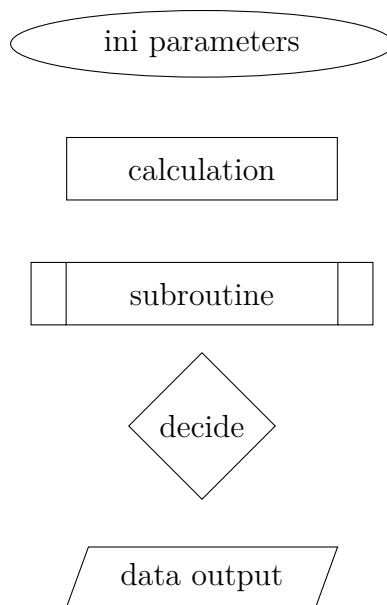 ini parameters
calculation
subroutine
decide
data output